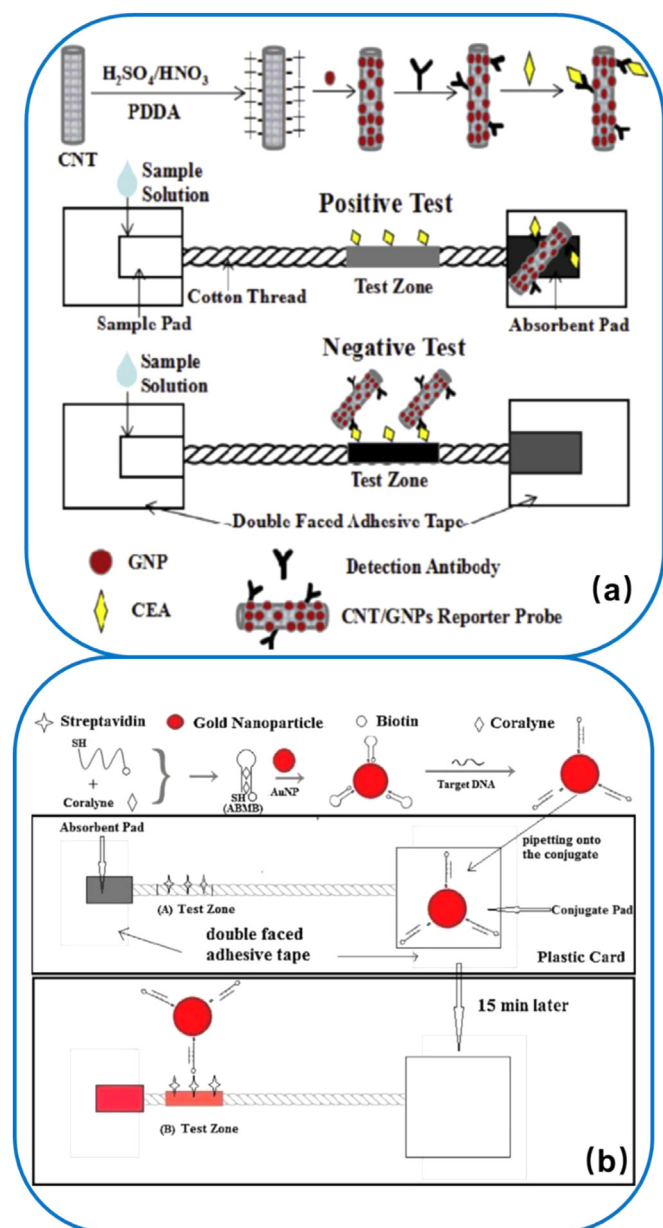 H₂SO₄/HNO₃
PDDA
CNT
Sample
Solution
Positive Test
Cotton Thread
Test Zone
Sample Pad
Absorbent Pad
Negative Test
Sample
Solution
Test Zone
Double Faced Adhesive Tape
GNP
Detection Antibody
CEA
CNT/GNPs Reporter Probe
(a)
Streptavidin
Gold Nanoparticle
Biotin
Coralyne
SH
+
Coralyne
SH
(ABMB)
AuNP
Target DNA
Absorbent Pad
pipetting onto
the conjugate
(A) Test Zone
Conjugate Pad
double faced
adhesive tape
Plastic Card
15 min later
(B) Test Zone
(b)